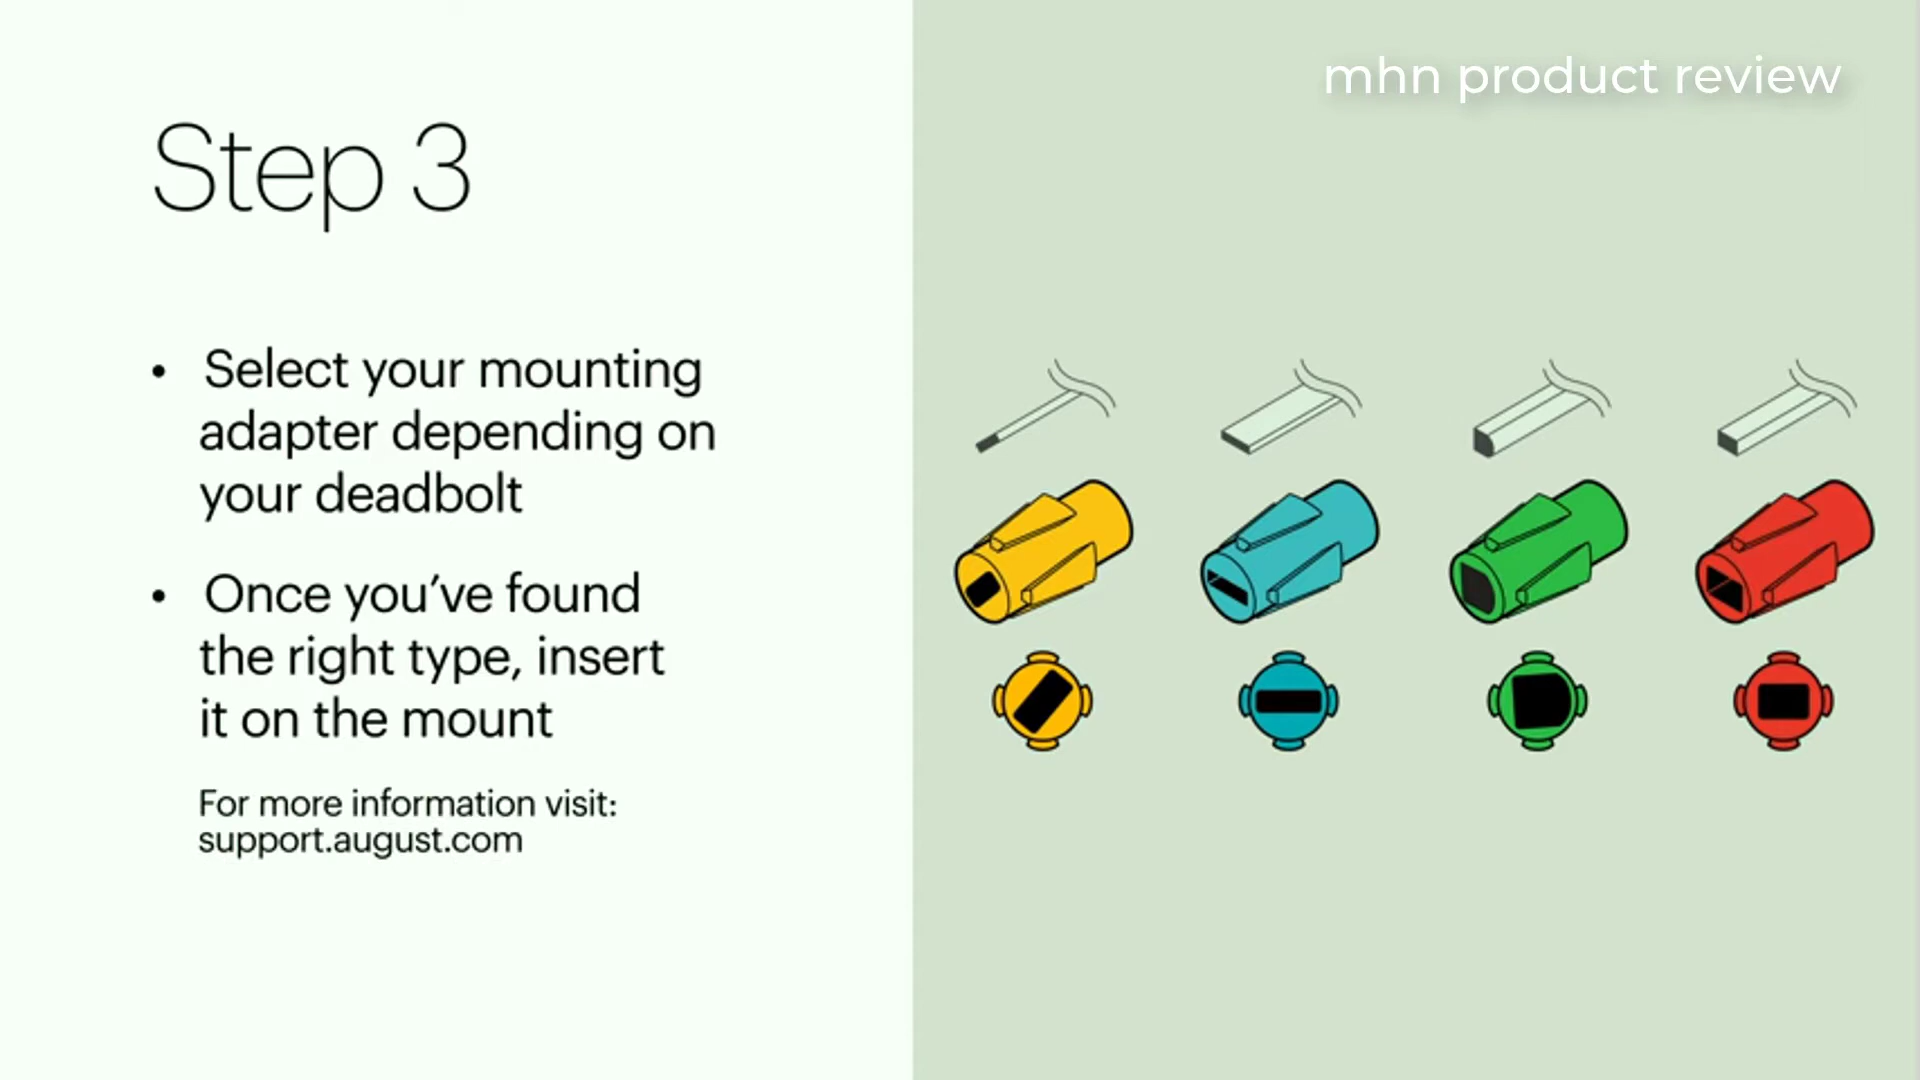 mhn product review
Step 3
• Select your mounting
adapter depending on
your deadbolt
• Once you’ve found
the right type, insert
it on the mount
For more information visit:
support.august.com